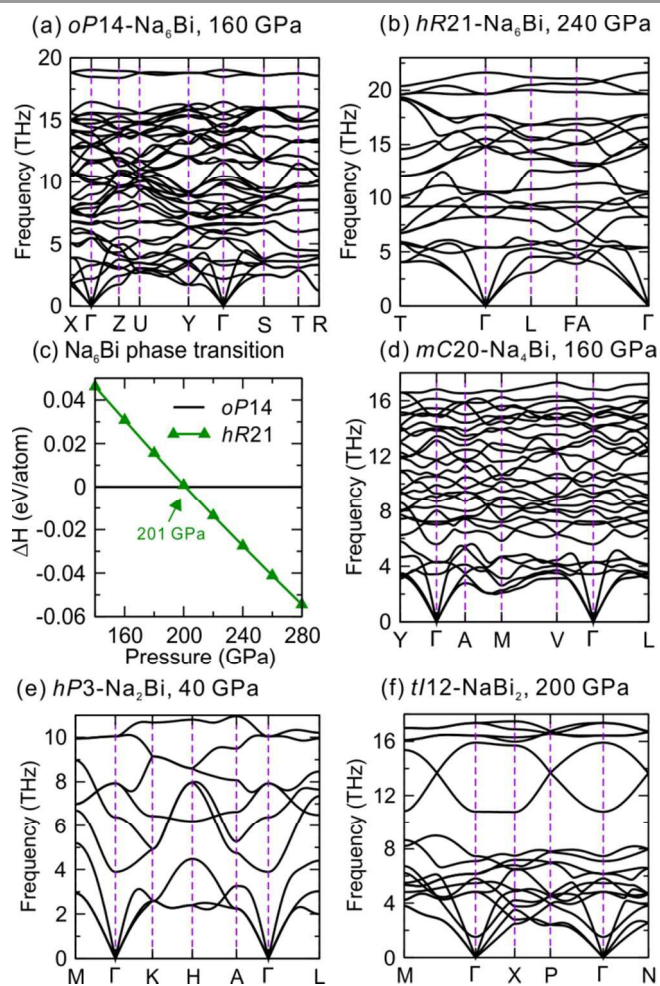 (a) oP14-Na₆Bi, 160 GPa
20
15
10
5
0
Frequency (THz)
X Γ Z U Y Γ S T R
(b) hR21-Na₆Bi, 240 GPa
20
15
10
5
0
Frequency (THz)
T Γ L FA Γ
(c) Na₆Bi phase transition
0.04
0.02
0
-0.02
-0.04
-0.06
ΔH (eV/atom)
oP14
hR21
201 GPa
160 200 240 280
Pressure (GPa)
(d) mC20-Na₄Bi, 160 GPa
16
12
8
4
0
Frequency (THz)
Y Γ A M V Γ L
(e) hP3-Na₂Bi, 40 GPa
10
8
6
4
2
0
Frequency (THz)
M Γ K H A Γ L
(f) tI12-NaBi₂, 200 GPa
16
12
8
4
0
Frequency (THz)
M Γ X P Γ N